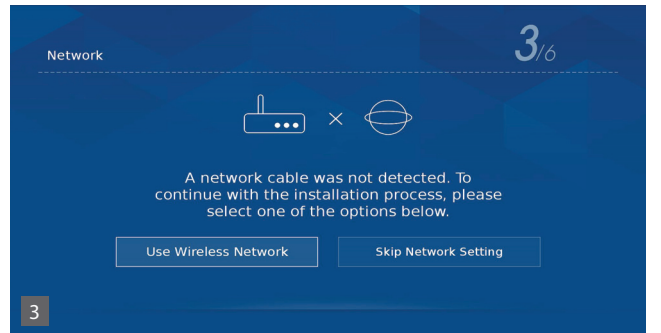 Network
3/6
A network cable was not detected. To
continue with the installation process, please
select one of the options below.
Use Wireless Network
Skip Network Setting
3